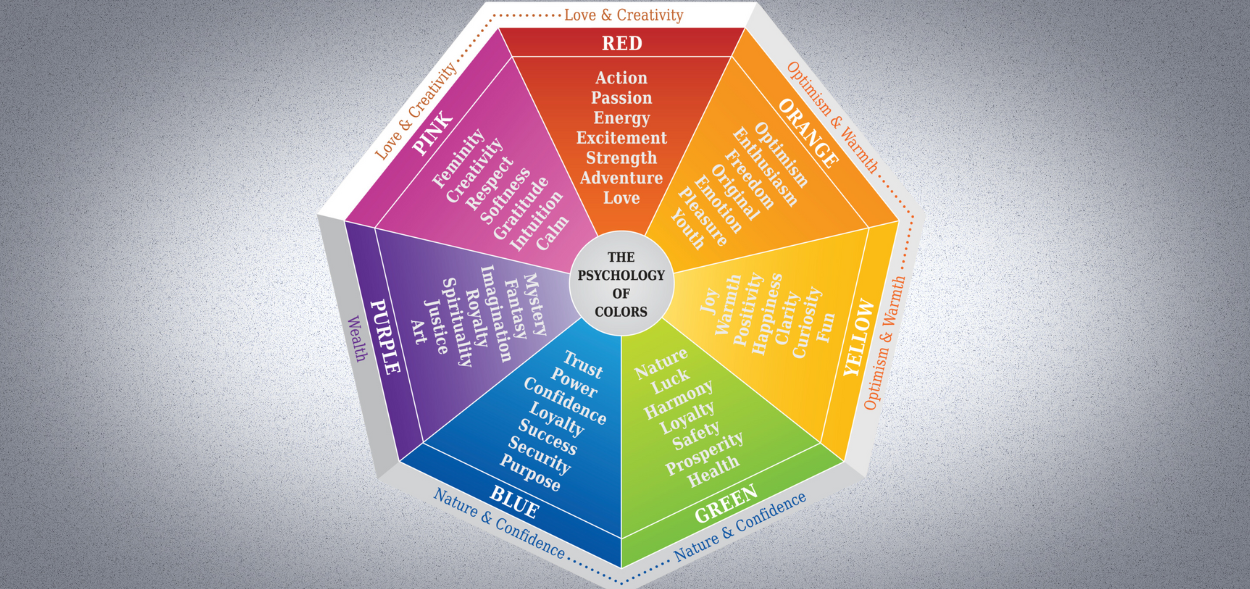 Love & Creativity
RED
Action
Passion
Energy
Excitement
Strength
Adventure
Love
Optimism & Warmth
ORANGE
Optimism
Enthusiasm
Freedom
Original
Emotion
Pleasure
Youth
Optimism & Warmth
YELLOW
Joy
Warmth
Positivity
Happiness
Clarity
Curiosity
Fun
Nature & Confidence
GREEN
Nature
Luck
Harmony
Loyalty
Safety
Prosperity
Health
Nature & Confidence
BLUE
Trust
Power
Confidence
Loyalty
Success
Security
Purpose
Wealth
PURPLE
Mystery
Fantasy
Imagination
Royalty
Spirituality
Justice
Art
Love & Creativity
PINK
Feminity
Creativity
Respect
Softness
Gratitude
Intuition
Calm
THE
PSYCHOLOGY
OF
COLORS